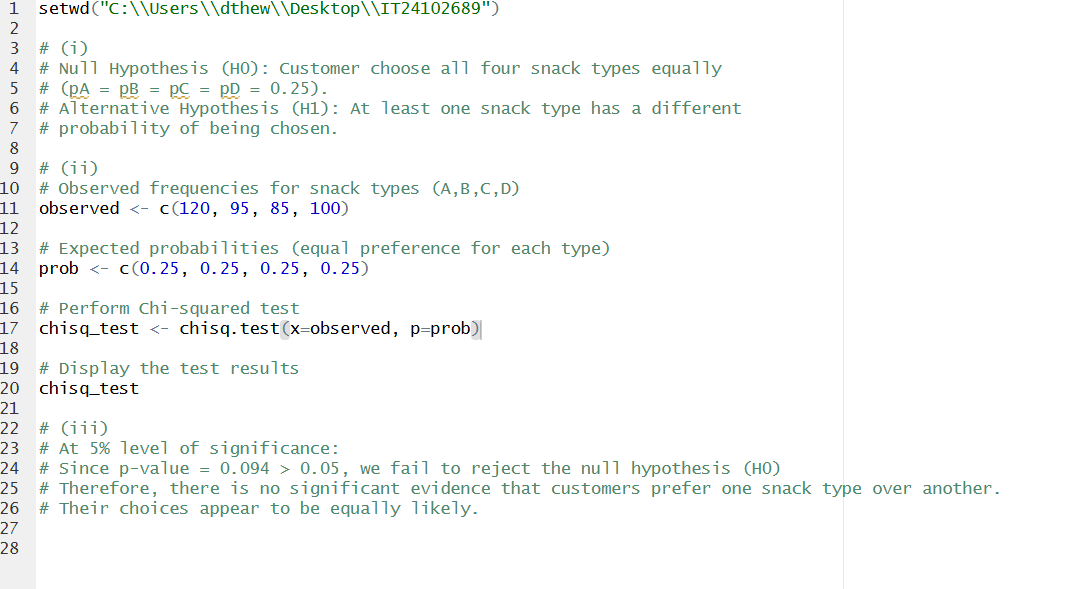 1 setwd("C:\\Users\\dthew\\Desktop\\IT24102689")
2
3 # (i)
4 # Null Hypothesis (H0): Customer choose all four snack types equally
5 # (pA = pB = pC = pD = 0.25).
6 # Alternative Hypothesis (H1): At least one snack type has a different
7 # probability of being chosen.
8
9 # (ii)
10 # Observed frequencies for snack types (A,B,C,D)
11 observed <- c(120, 95, 85, 100)
12
13 # Expected probabilities (equal preference for each type)
14 prob <- c(0.25, 0.25, 0.25, 0.25)
15
16 # Perform Chi-squared test
17 chisq_test <- chisq.test(x=observed, p=prob)
18
19 # Display the test results
20 chisq_test
21
22 # (iii)
23 # At 5% level of significance:
24 # Since p-value = 0.094 > 0.05, we fail to reject the null hypothesis (H0)
25 # Therefore, there is no significant evidence that customers prefer one snack type over another.
26 # Their choices appear to be equally likely.
27
28